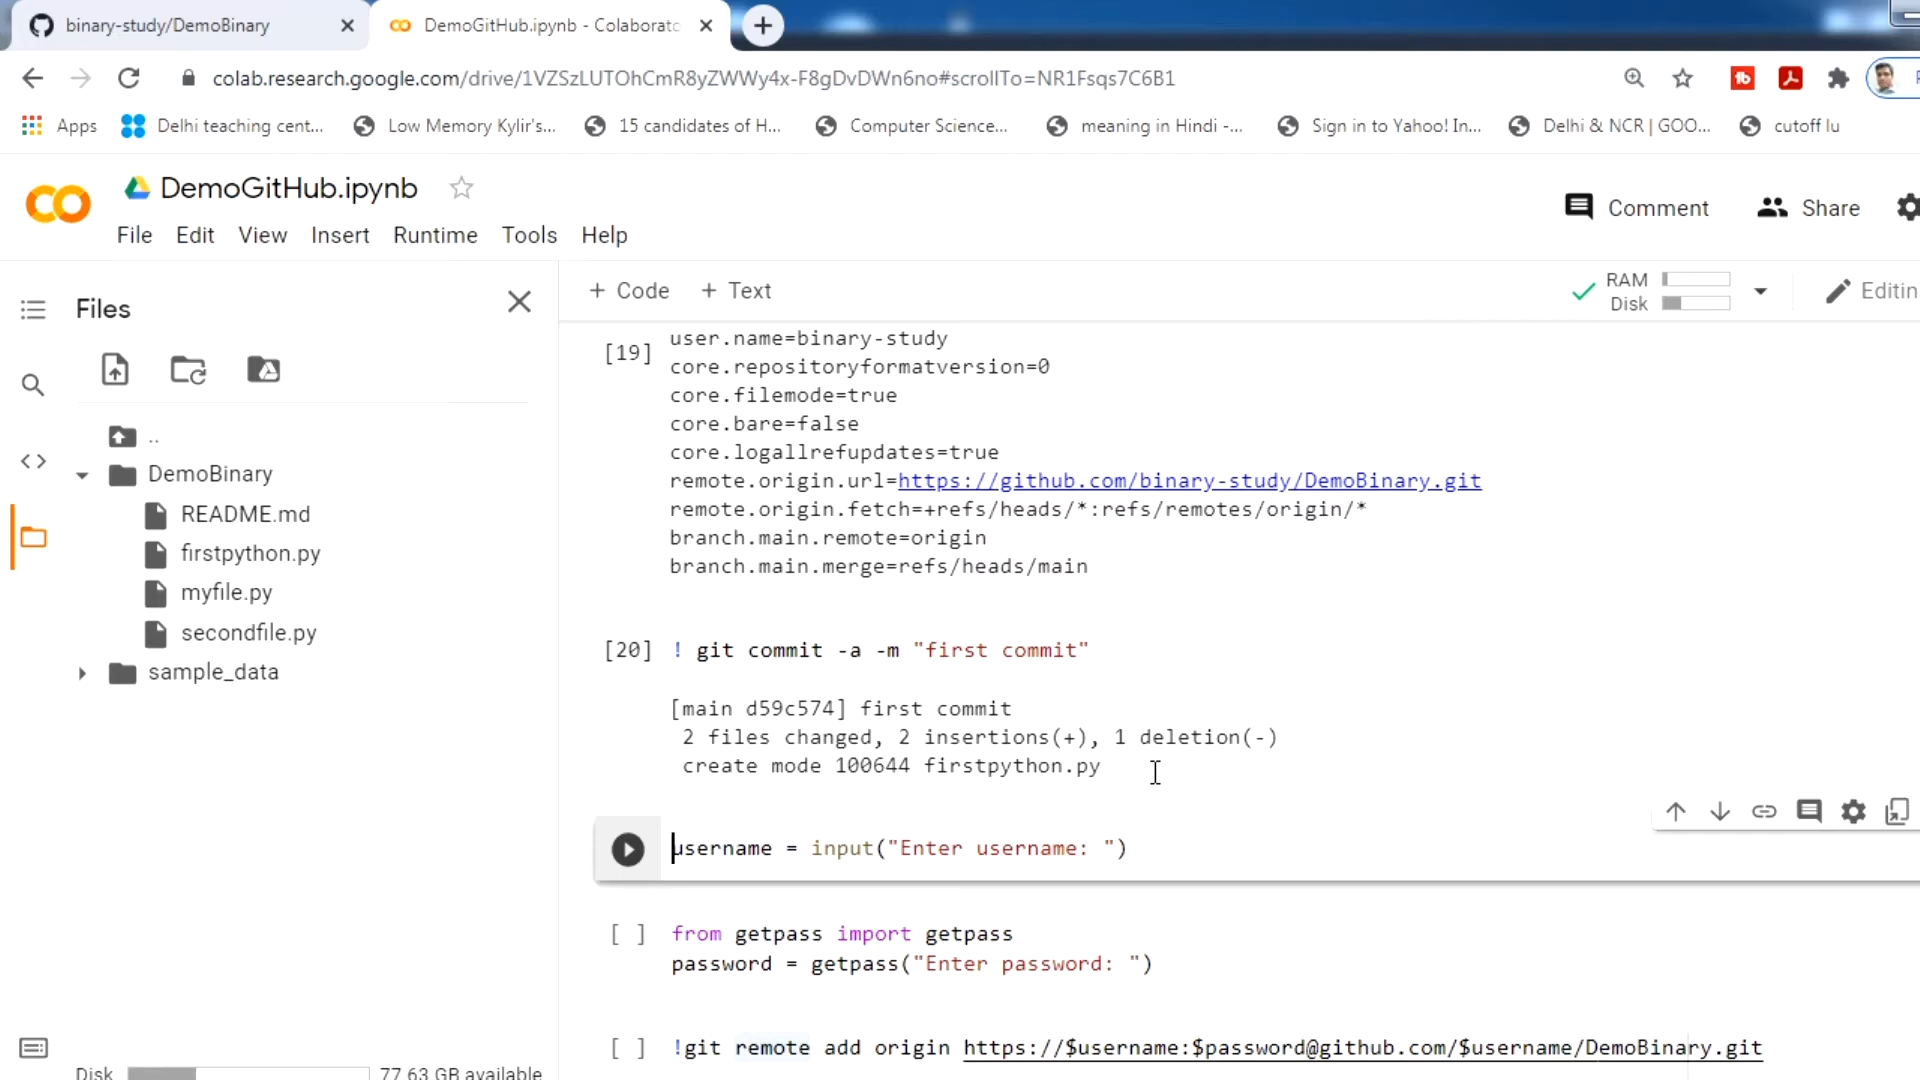 binary-study/DemoBinary
DemoGitHub.ipynb - Colaborato
colab.research.google.com/drive/1VZSzLUTOhCmR8yZWWy4x-F8gDvDWn6no#scrollTo=NR1Fsqs7C6B1
Apps Delhi teaching cent... Low Memory Kylir's... 15 candidates of H... Computer Science... meaning in Hindi -... Sign in to Yahoo! In... Delhi & NCR | GOO... cutoff lu
DemoGitHub.ipynb
Comment Share
File Edit View Insert Runtime Tools Help
Files
+ Code + Text
RAM
Disk
Editin
..
DemoBinary
README.md
firstpython.py
myfile.py
secondfile.py
sample_data
Disk 77.63 GB available
[19] user.name=binary-study
core.repositoryformatversion=0
core.filemode=true
core.bare=false
core.logallrefupdates=true
remote.origin.url=https://github.com/binary-study/DemoBinary.git
remote.origin.fetch=+refs/heads/*:refs/remotes/origin/*
branch.main.remote=origin
branch.main.merge=refs/heads/main
[20] ! git commit -a -m "first commit"
[main d59c574] first commit
2 files changed, 2 insertions(+), 1 deletion(-)
create mode 100644 firstpython.py
username = input("Enter username: ")
[ ] from getpass import getpass
password = getpass("Enter password: ")
[ ] !git remote add origin https://$username:$password@github.com/$username/DemoBinary.git